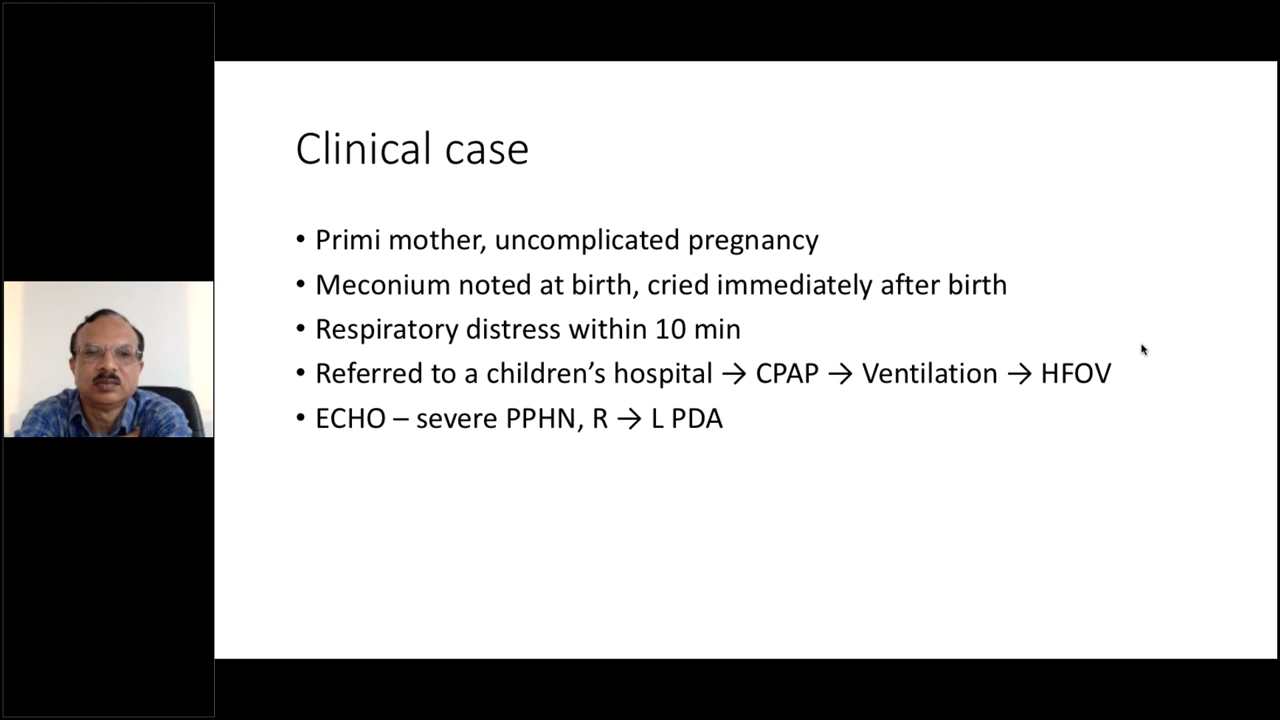 Clinical case
• Primi mother, uncomplicated pregnancy
• Meconium noted at birth, cried immediately after birth
• Respiratory distress within 10 min
• Referred to a children’s hospital → CPAP → Ventilation → HFOV
• ECHO – severe PPHN, R → L PDA